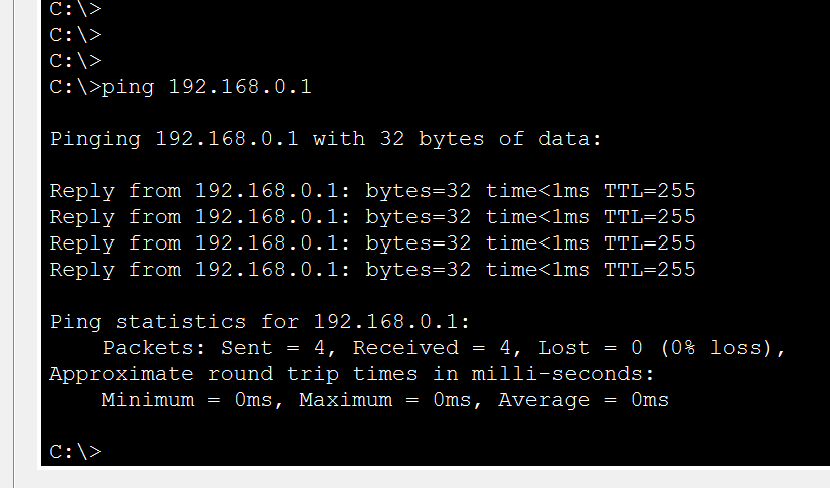 C:\>
C:\>
C:\>
C:\>ping 192.168.0.1
Pinging 192.168.0.1 with 32 bytes of data:
Reply from 192.168.0.1: bytes=32 time<1ms TTL=255
Reply from 192.168.0.1: bytes=32 time<1ms TTL=255
Reply from 192.168.0.1: bytes=32 time<1ms TTL=255
Reply from 192.168.0.1: bytes=32 time<1ms TTL=255
Ping statistics for 192.168.0.1:
Packets: Sent = 4, Received = 4, Lost = 0 (0% loss),
Approximate round trip times in milli-seconds:
Minimum = 0ms, Maximum = 0ms, Average = 0ms
C:\>